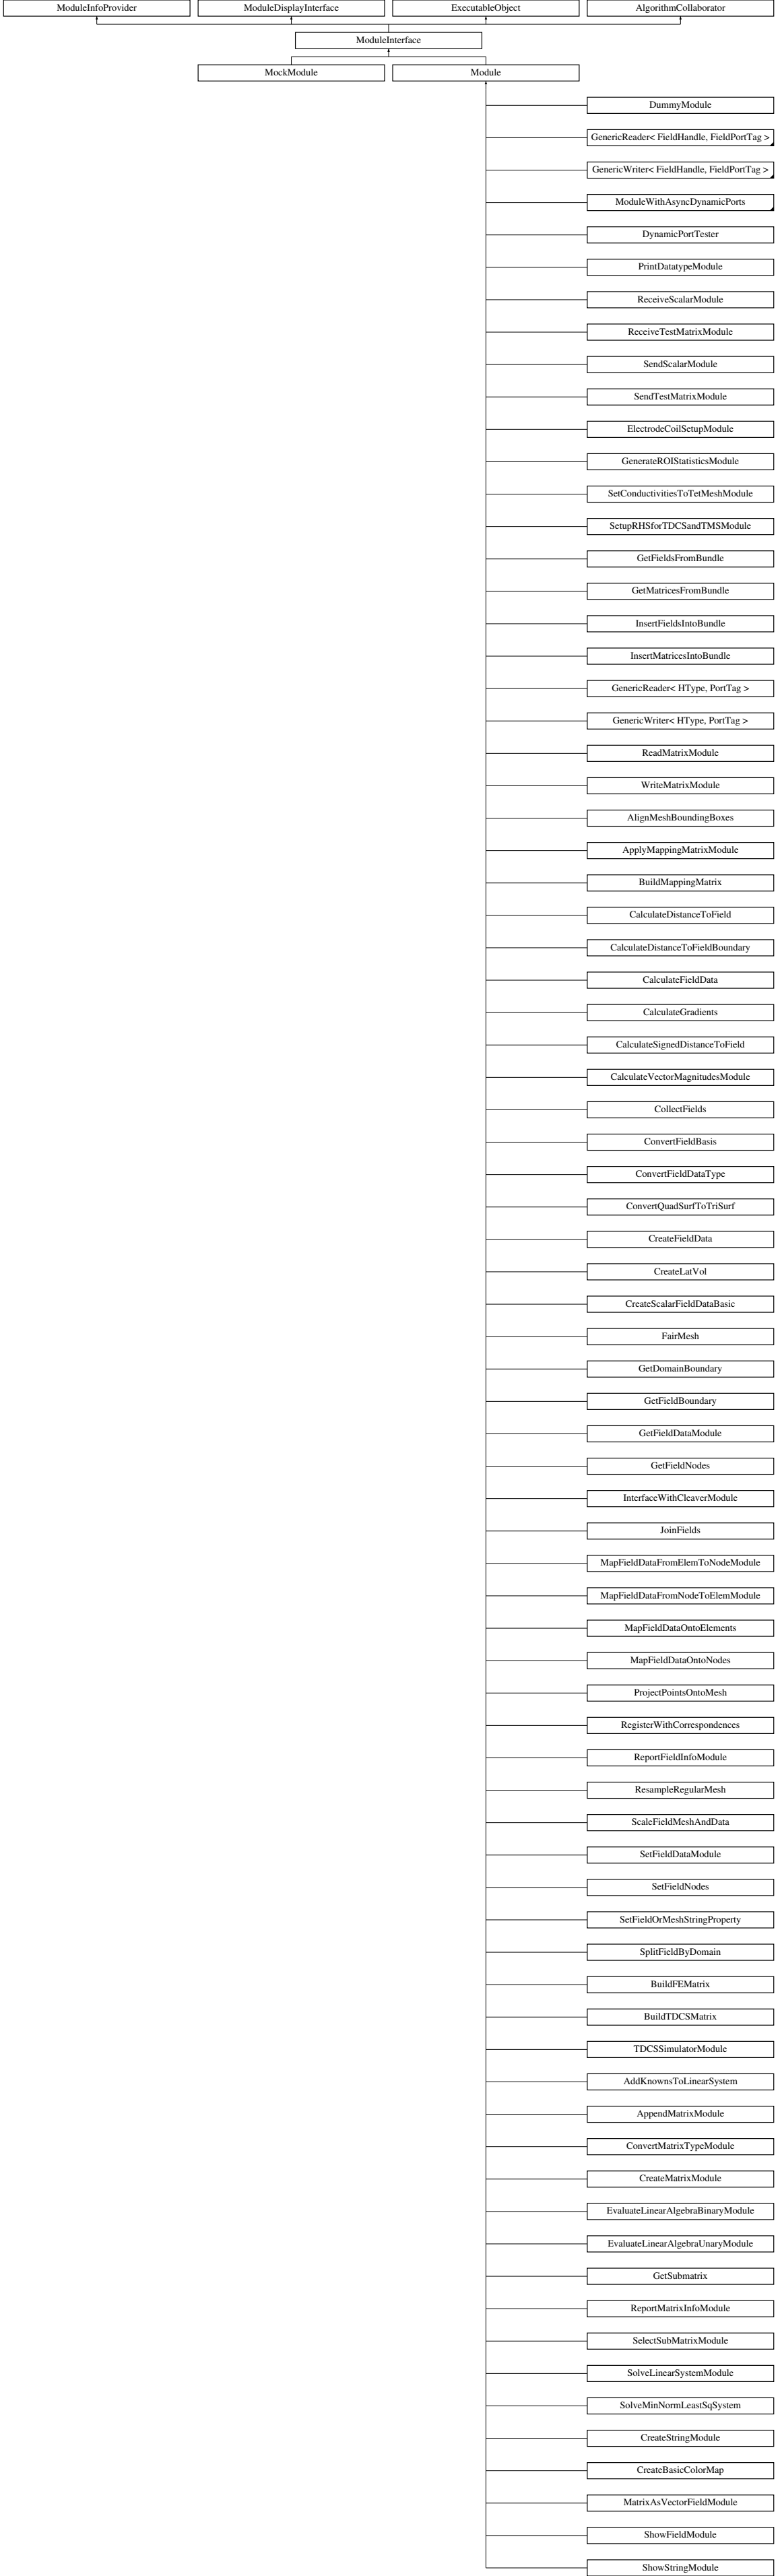 ModuleInfoProvider
ModuleDisplayInterface
ExecutableObject
AlgorithmCollaborator
ModuleInterface
MockModule
Module
DummyModule
GenericReader< FieldHandle, FieldPortTag >
GenericWriter< FieldHandle, FieldPortTag >
ModuleWithAsyncDynamicPorts
DynamicPortTester
PrintDatatypeModule
ReceiveScalarModule
ReceiveTestMatrixModule
SendScalarModule
SendTestMatrixModule
ElectrodeCoilSetupModule
GenerateROIStatisticsModule
SetConductivitiesToTetMeshModule
SetupRHSforTDCSandTMSModule
GetFieldsFromBundle
GetMatricesFromBundle
InsertFieldsIntoBundle
InsertMatricesIntoBundle
GenericReader< HType, PortTag >
GenericWriter< HType, PortTag >
ReadMatrixModule
WriteMatrixModule
AlignMeshBoundingBoxes
ApplyMappingMatrixModule
BuildMappingMatrix
CalculateDistanceToField
CalculateDistanceToFieldBoundary
CalculateFieldData
CalculateGradients
CalculateSignedDistanceToField
CalculateVectorMagnitudesModule
CollectFields
ConvertFieldBasis
ConvertFieldDataType
ConvertQuadSurfToTriSurf
CreateFieldData
CreateLatVol
CreateScalarFieldDataBasic
FairMesh
GetDomainBoundary
GetFieldBoundary
GetFieldDataModule
GetFieldNodes
InterfaceWithCleaverModule
JoinFields
MapFieldDataFromElemToNodeModule
MapFieldDataFromNodeToElemModule
MapFieldDataOntoElements
MapFieldDataOntoNodes
ProjectPointsOntoMesh
RegisterWithCorrespondences
ReportFieldInfoModule
ResampleRegularMesh
ScaleFieldMeshAndData
SetFieldDataModule
SetFieldNodes
SetFieldOrMeshStringProperty
SplitFieldByDomain
BuildFEMatrix
BuildTDCSMatrix
TDCSSimulatorModule
AddKnownsToLinearSystem
AppendMatrixModule
ConvertMatrixTypeModule
CreateMatrixModule
EvaluateLinearAlgebraBinaryModule
EvaluateLinearAlgebraUnaryModule
GetSubmatrix
ReportMatrixInfoModule
SelectSubMatrixModule
SolveLinearSystemModule
SolveMinNormLeastSqSystem
CreateStringModule
CreateBasicColorMap
MatrixAsVectorFieldModule
ShowFieldModule
ShowStringModule